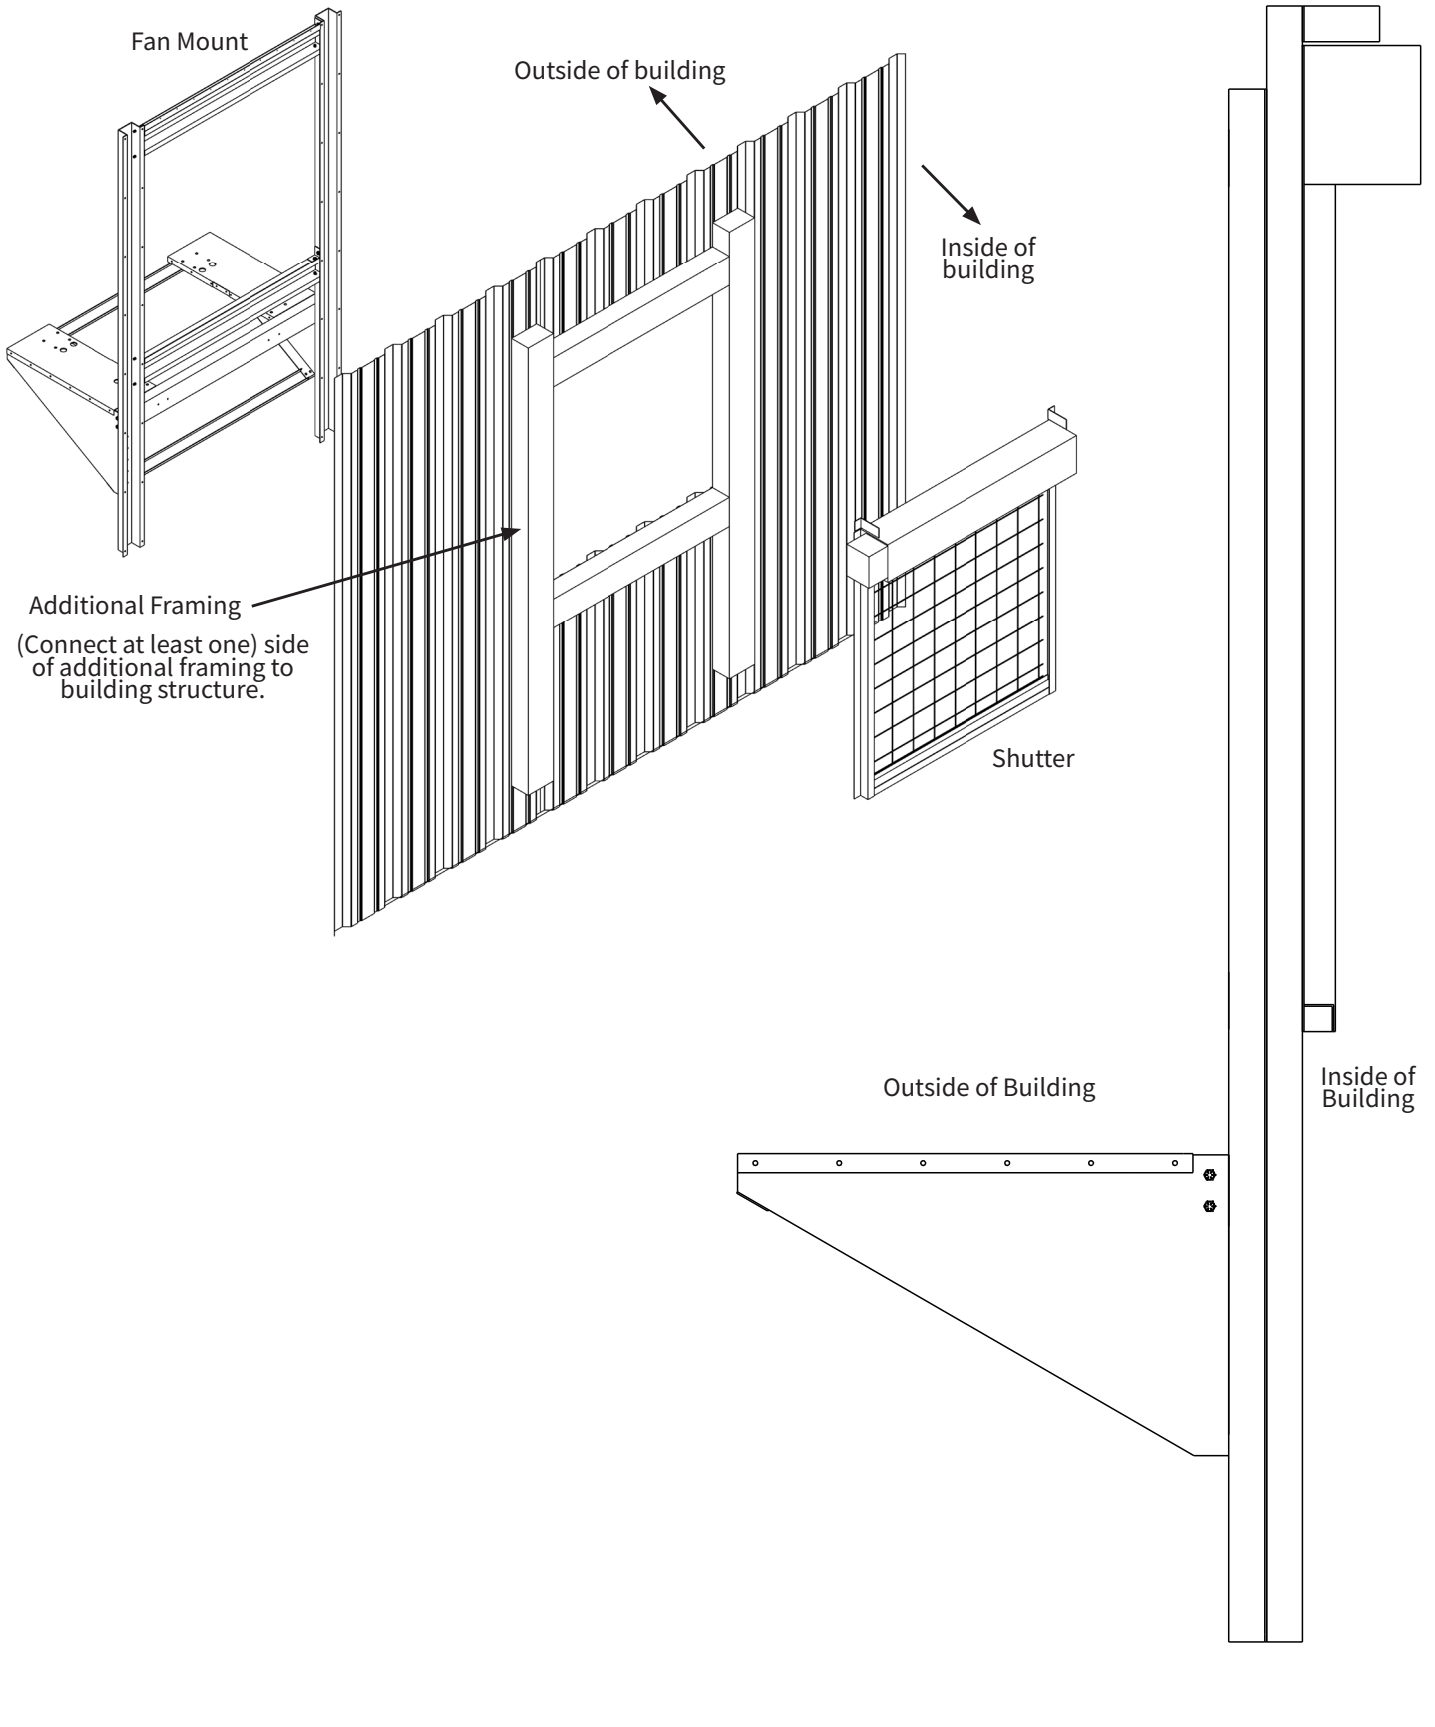 Fan Mount
Outside of building
Inside of
building
Additional Framing
(Connect at least one) side
of additional framing to
building structure.
Shutter
Outside of Building
Inside of
Building